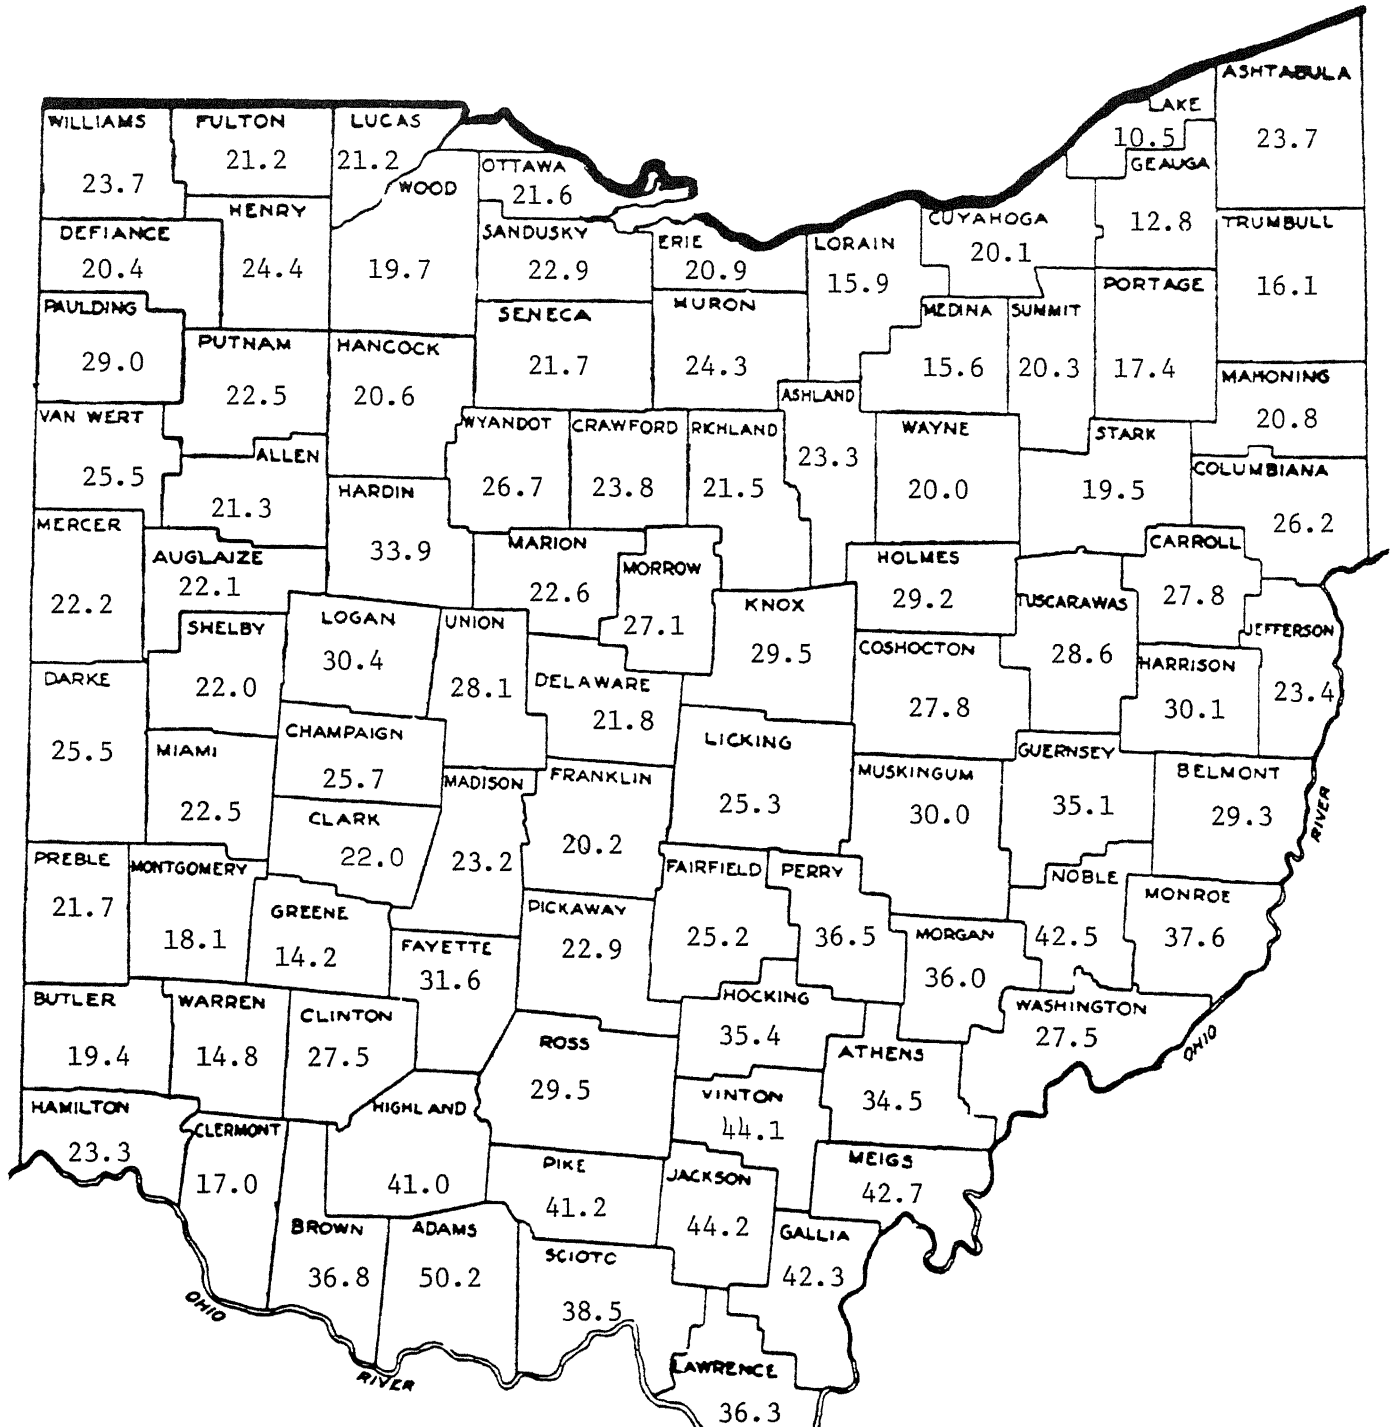 ASHTABULA
23.7
LAKE
10.5
GEAUGA
12.8
WILLIAMS
23.7
FULTON
21.2
LUCAS
21.2
WOOD
19.7
OTTAWA
21.6
HENRY
24.4
DEFIANCE
20.4
SANDUSKY
22.9
ERIE
20.9
LORAIN
15.9
CUYAHOGA
20.1
TRUMBULL
16.1
PAULDING
29.0
PUTNAM
22.5
HANCOCK
20.6
SENECA
21.7
HURON
24.3
MEDINA
15.6
SUMMIT
20.3
PORTAGE
17.4
MAHONING
20.8
VAN WERT
25.5
ALLEN
21.3
HARDIN
33.9
WYANDOT
26.7
CRAWFORD
23.8
RICHLAND
21.5
ASHLAND
23.3
WAYNE
20.0
STARK
19.5
COLUMBIANA
26.2
MERCER
22.2
AUGLAIZE
22.1
MARION
22.6
MORROW
27.1
HOLMES
29.2
TUSCARAWAS
28.6
CARROLL
27.8
JEFFERSON
23.4
SHELBY
22.0
LOGAN
30.4
UNION
28.1
DELAWARE
21.8
KNOX
29.5
COSHOCTON
27.8
HARRISON
30.1
DARKE
25.5
MIAMI
22.5
CHAMPAIGN
25.7
CLARK
22.0
MADISON
23.2
FRANKLIN
20.2
LICKING
25.3
MUSKINGUM
30.0
GUERNSEY
35.1
BELMONT
29.3
RIVER
PREBLE
21.7
MONTGOMERY
18.1
GREENE
14.2
FAYETTE
31.6
PICKAWAY
22.9
FAIRFIELD
25.2
PERRY
36.5
MORGAN
36.0
NOBLE
42.5
MONROE
37.6
BUTLER
19.4
WARREN
14.8
CLINTON
27.5
ROSS
29.5
HOCKING
35.4
ATHENS
34.5
WASHINGTON
27.5
OHIO
HAMILTON
23.3
CLERMONT
17.0
HIGHLAND
41.0
PIKE
41.2
VINTON
44.1
JACKSON
44.2
MEIGS
42.7
GALLIA
42.3
BROWN
36.8
ADAMS
50.2
SCIOTC
38.5
LAWRENCE
36.3
OHIO
RIVER